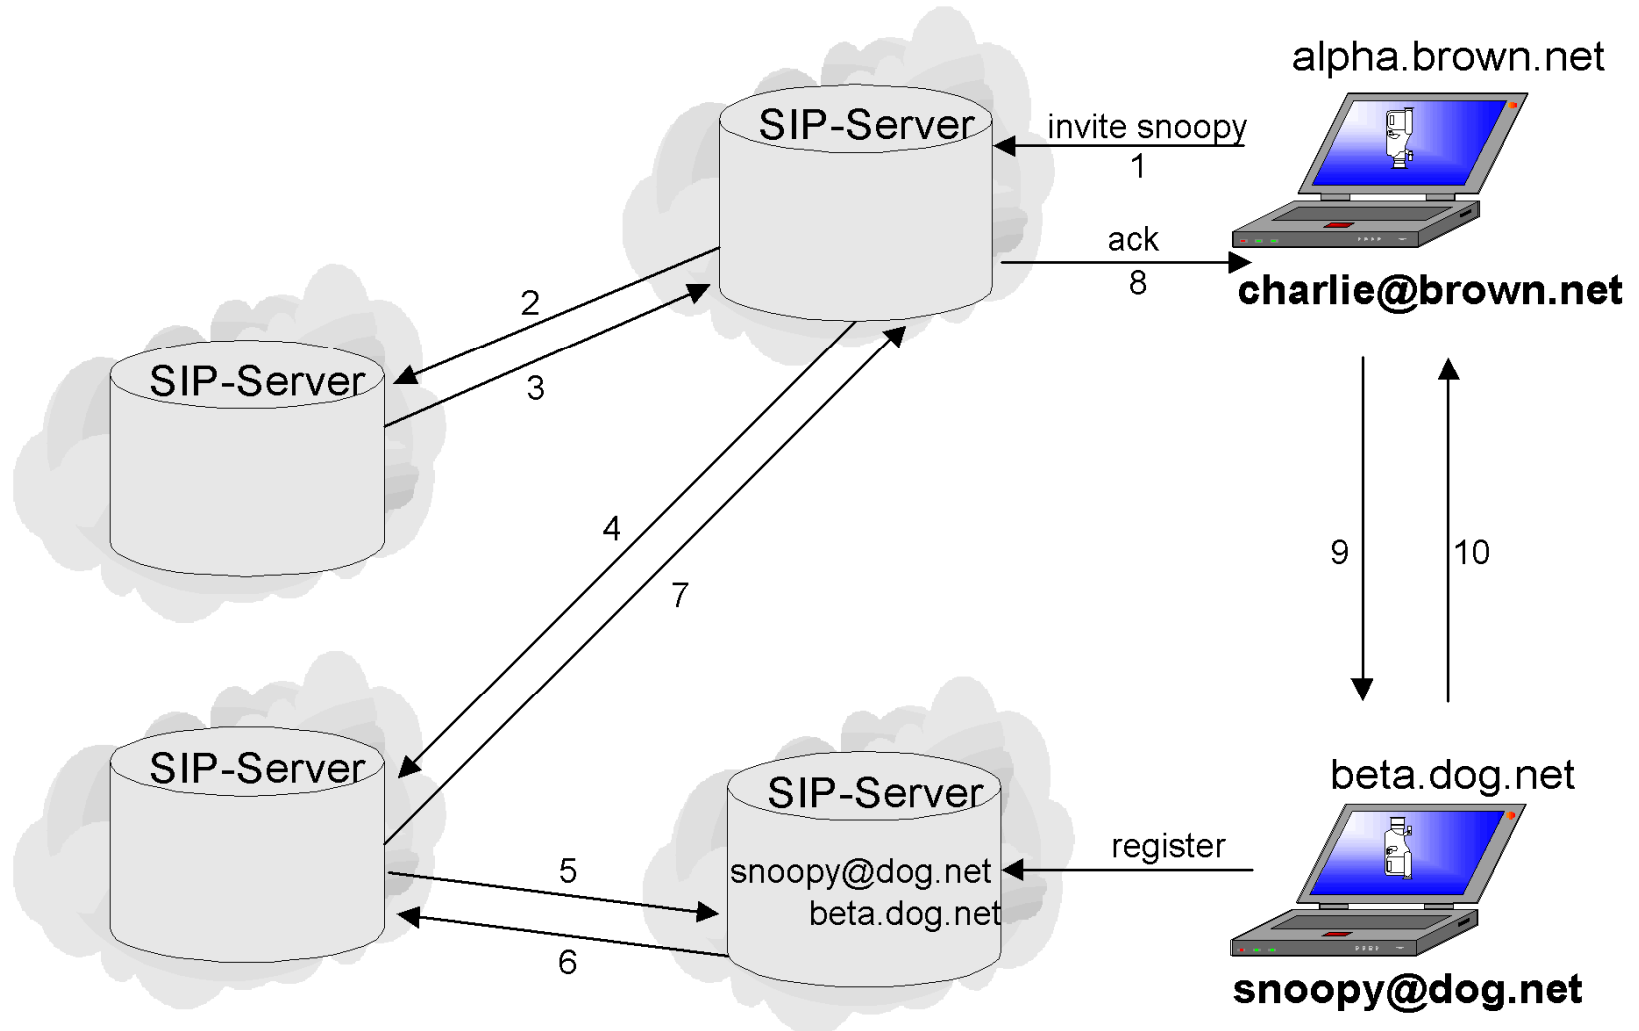 alpha.brown.net
SIP-Server
invite snoopy
1
ack
8
charlie@brown.net
2
3
SIP-Server
4
7
9
10
SIP-Server
SIP-Server
beta.dog.net
register
snoopy@dog.net
beta.dog.net
5
6
snoopy@dog.net